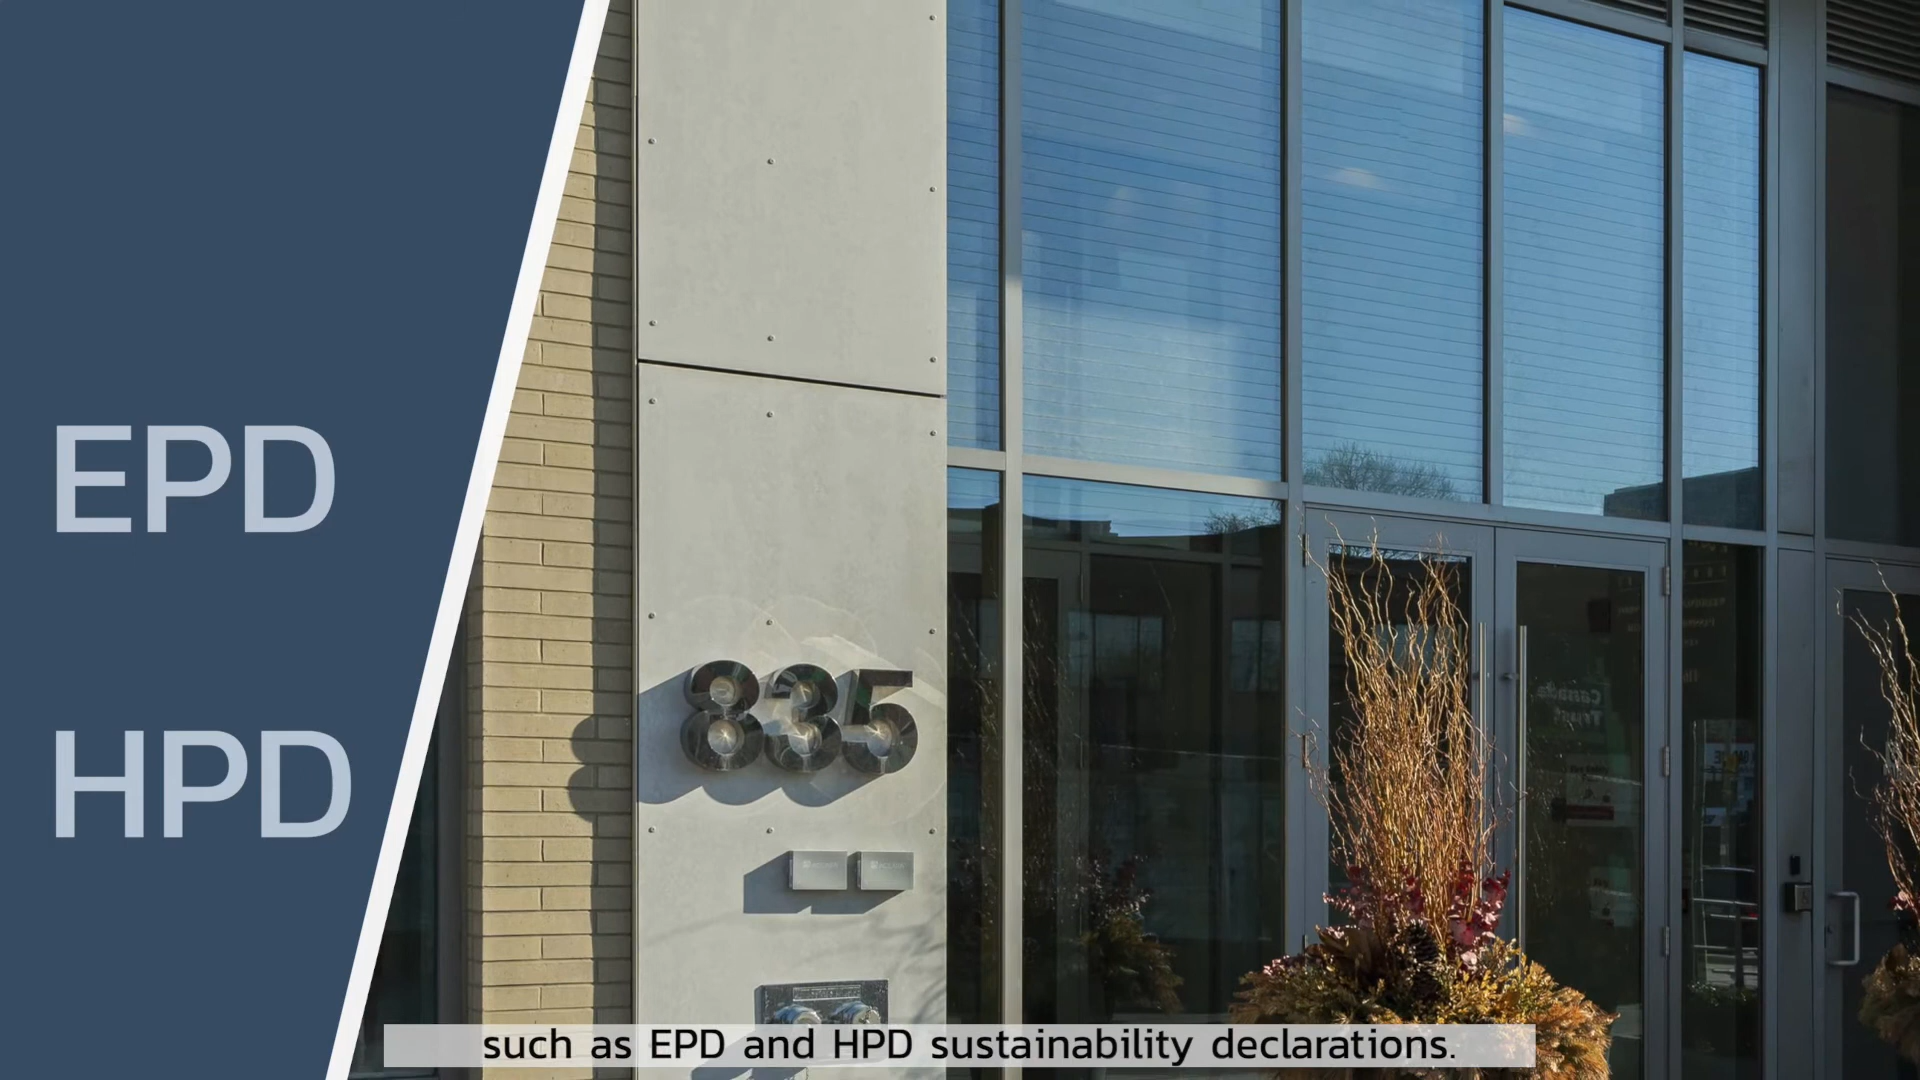 EPD
HPD
835
such as EPD and HPD sustainability declarations.